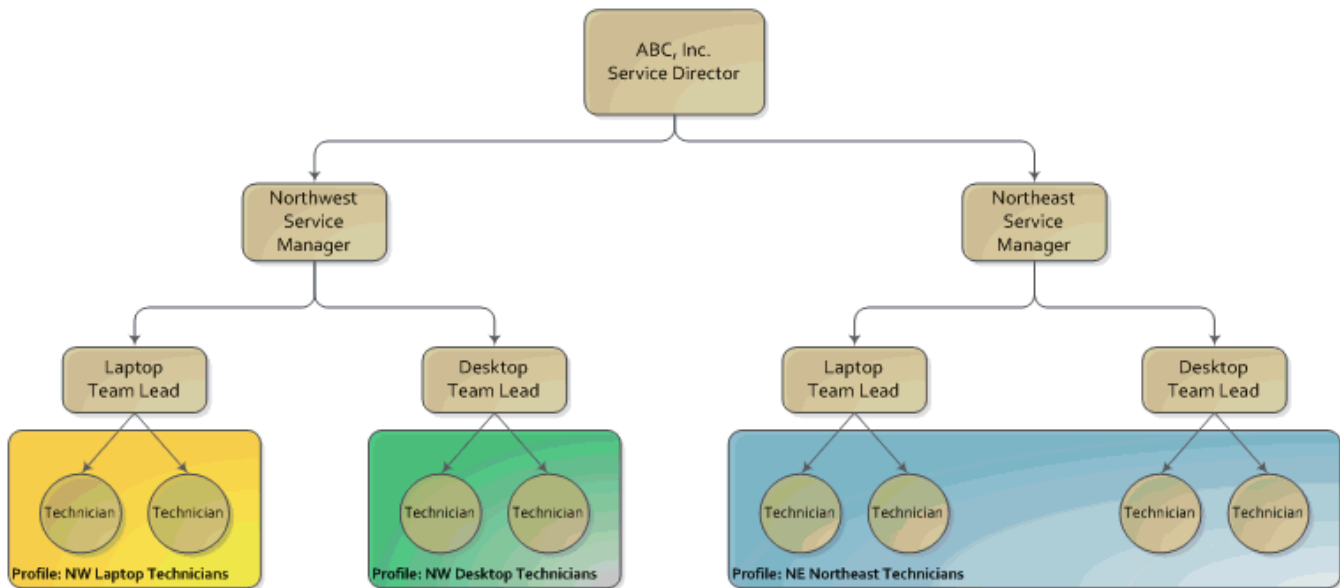 ABC, Inc.
Service Director
Northwest
Service
Manager
Northeast
Service
Manager
Laptop
Team Lead
Desktop
Team Lead
Laptop
Team Lead
Desktop
Team Lead
Technician
Technician
Technician
Technician
Technician
Technician
Technician
Technician
Profile: NW Laptop Technicians
Profile: NW Desktop Technicians
Profile: NE Northeast Technicians